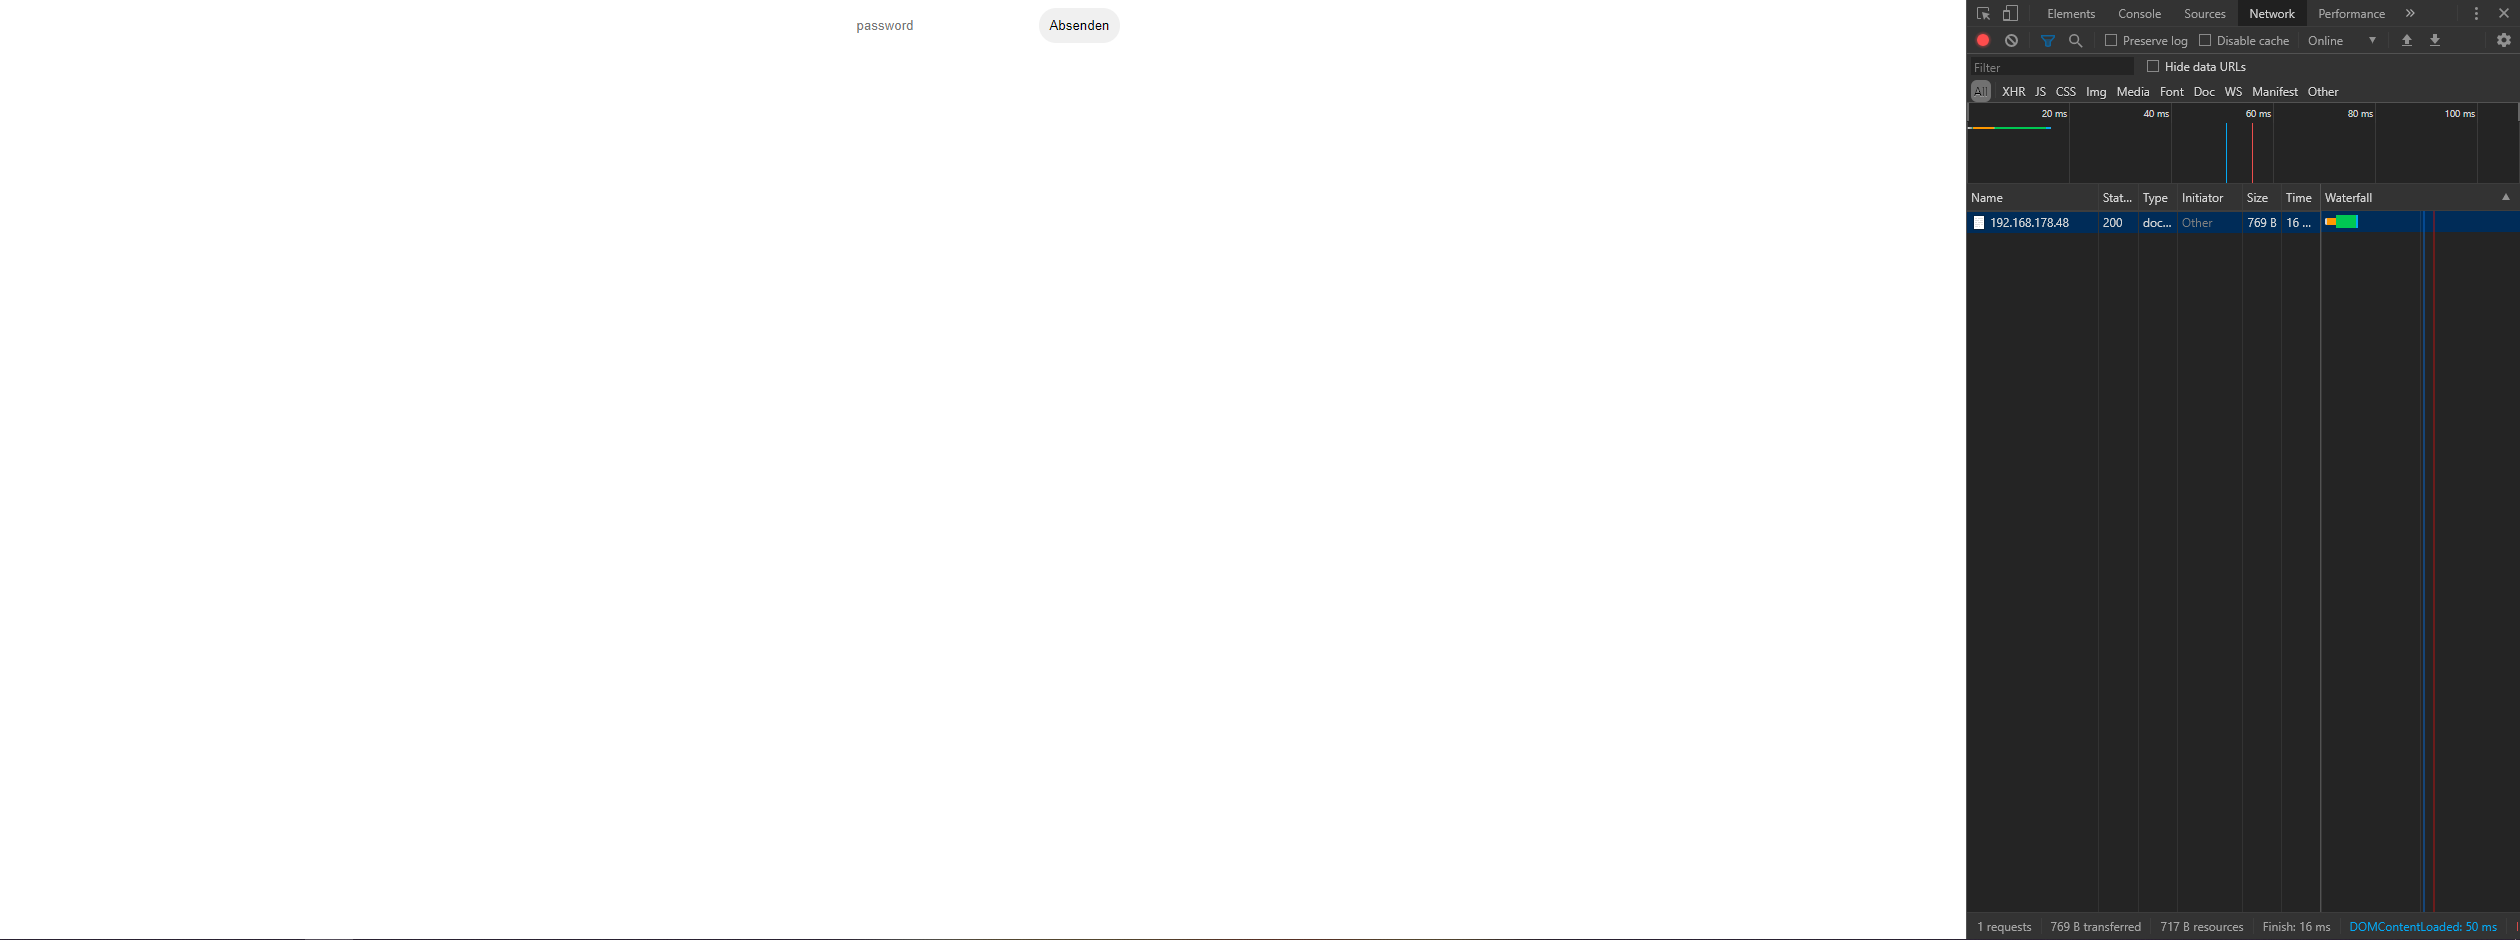 password Absenden
Elements Console Sources Network Performance
Preserve log Disable cache Online
Filter Hide data URLs
All XHR JS CSS Img Media Font Doc WS Manifest Other
20 ms 40 ms 60 ms 80 ms 100 ms
Name Stat... Type Initiator Size Time Waterfall
192.168.178.48 200 doc... Other 769 B 16 ...
1 requests 769 B transferred 717 B resources Finish: 16 ms DOMContentLoaded: 50 ms